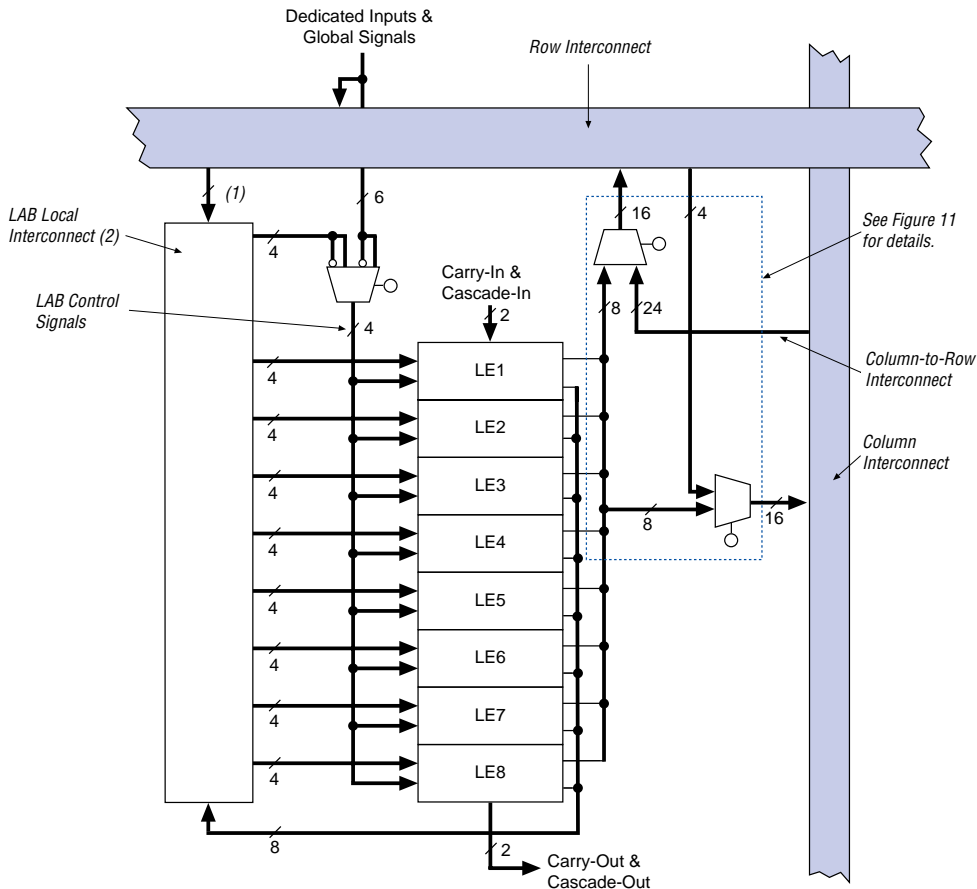 Dedicated Inputs &
Global Signals
Row Interconnect
(1)
6
16
4
LAB Local
Interconnect (2)
4
See Figure 11
for details.
Carry-In &
Cascade-In
LAB Control
Signals
4
2
8
24
LE1
4
Column-to-Row
Interconnect
LE2
4
Column
Interconnect
LE3
4
8
16
LE4
4
LE5
4
LE6
4
LE7
4
LE8
4
8
2
Carry-Out &
Cascade-Out